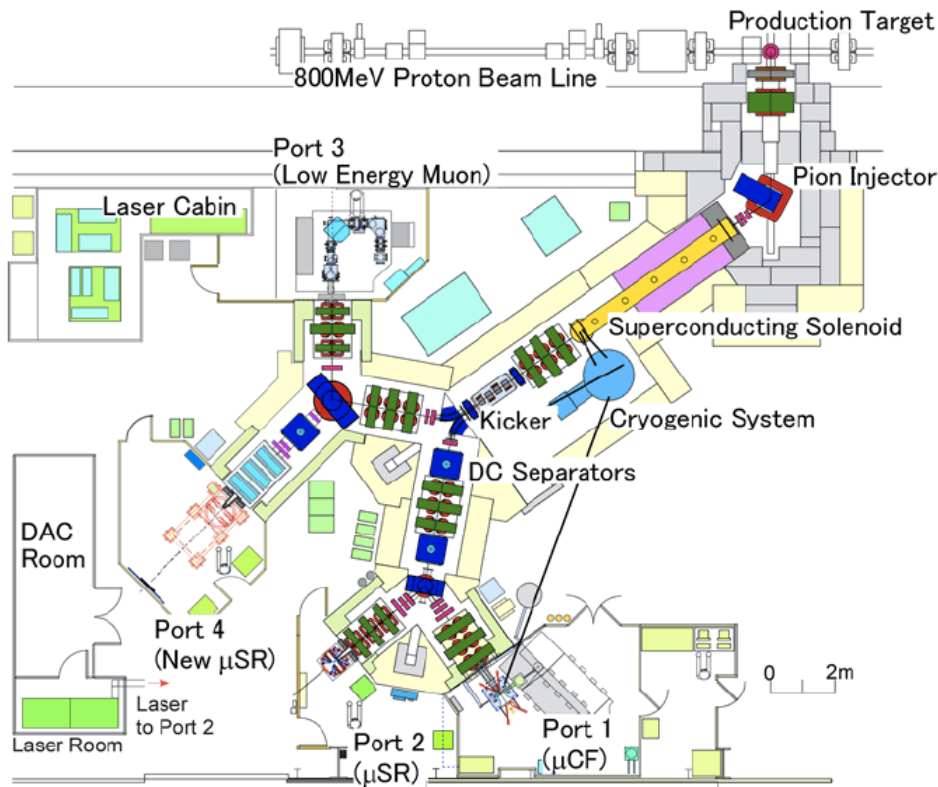 Production Target
800MeV Proton Beam Line
Port 3
(Low Energy Muon)
Pion Injector
Laser Cabin
Superconducting Solenoid
Kicker
Cryogenic System
DC Separators
DAC
Room
Port 4
(New μSR)
0 2m
Laser
to Port 2
Laser Room
Port 2
(μSR)
Port 1
(μCF)